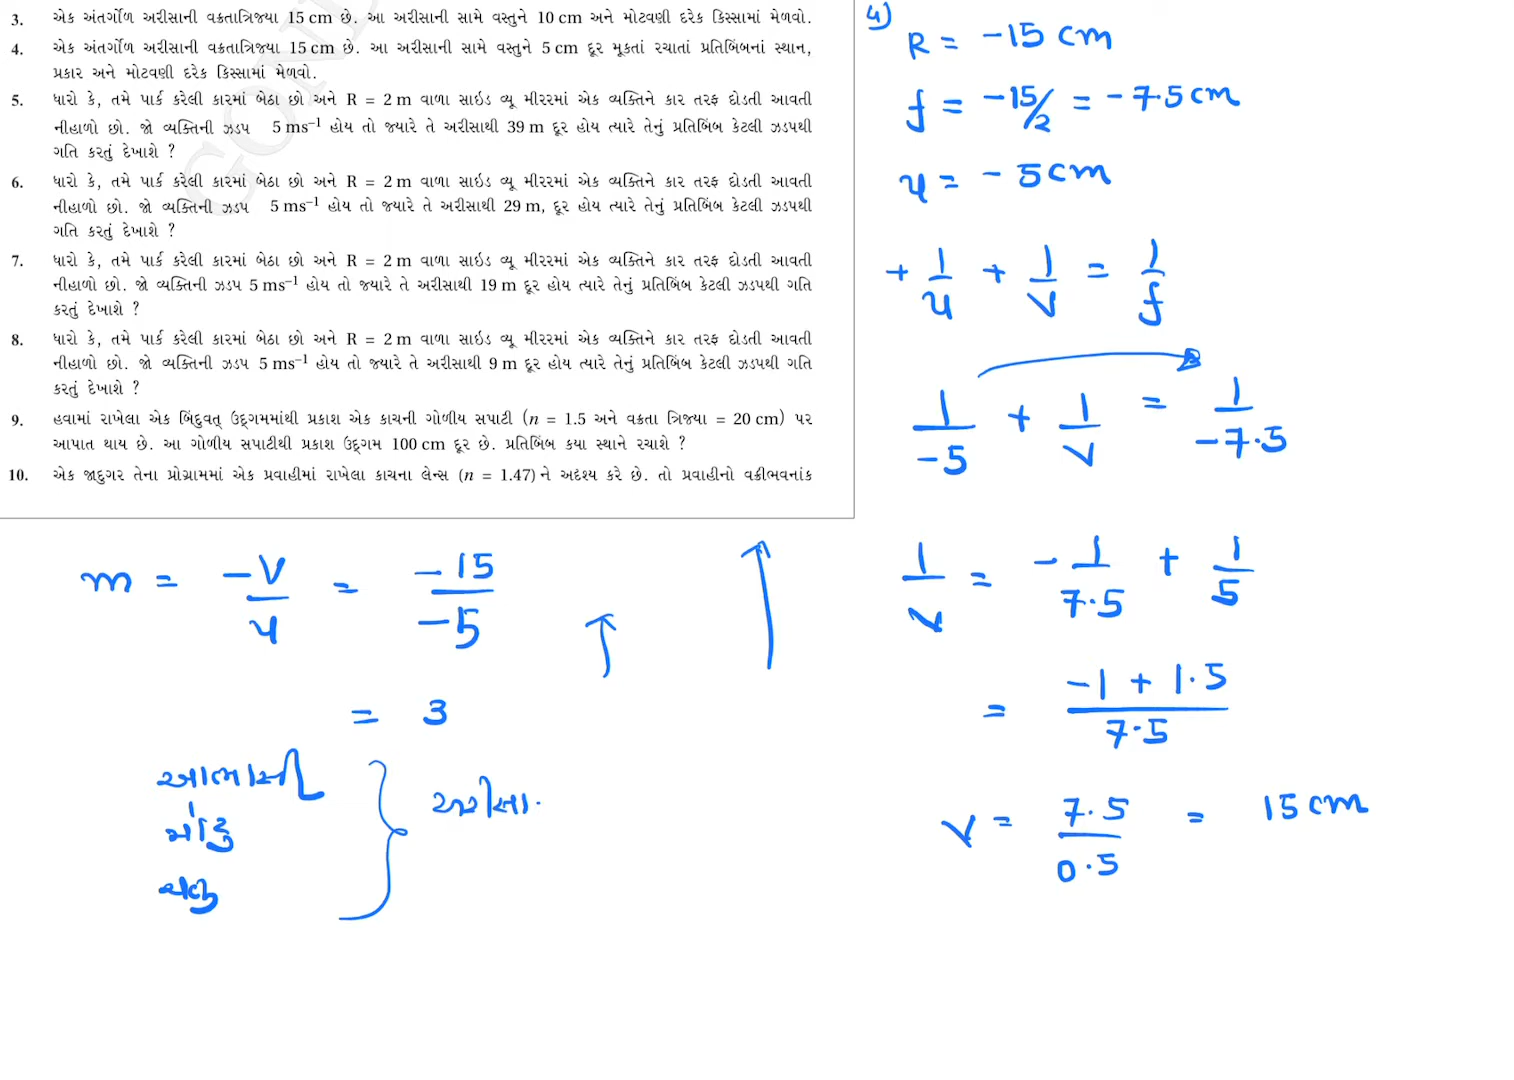 3. એક અંતર્ગોળ અરીસાની વક્રતાત્રિજ્યા 15 cm છે. આ અરીસાની સામે વસ્તુને 10 cm અને મોટવણી દરેક કિસ્સામાં મેળવો.
4. એક અંતર્ગોળ અરીસાની વક્રતાત્રિજ્યા 15 cm છે. આ અરીસાની સામે વસ્તુને 5 cm દૂર મૂકતાં રચાતાં પ્રતિબિંબનાં સ્થાન,
પ્રકાર અને મોટવણી દરેક કિસ્સામાં મેળવો.
5. ધારો કે, તમે પાર્ક કરેલી કારમાં બેઠા છો અને R = 2 m વાળા સાઇડ વ્યૂ મીરરમાં એક વ્યક્તિને કાર તરફ દોડતી આવતી
નીહાળો છો. જો વ્યક્તિની ઝડપ 5 ms⁻¹ હોય તો જ્યારે તે અરીસાથી 39 m દૂર હોય ત્યારે તેનું પ્રતિબિંબ કેટલી ઝડપથી
ગતિ કરતું દેખાશે ?
6. ધારો કે, તમે પાર્ક કરેલી કારમાં બેઠા છો અને R = 2 m વાળા સાઇડ વ્યૂ મીરરમાં એક વ્યક્તિને કાર તરફ દોડતી આવતી
નીહાળો છો. જો વ્યક્તિની ઝડપ 5 ms⁻¹ હોય તો જ્યારે તે અરીસાથી 29 m, દૂર હોય ત્યારે તેનું પ્રતિબિંબ કેટલી ઝડપથી
ગતિ કરતું દેખાશે ?
7. ધારો કે, તમે પાર્ક કરેલી કારમાં બેઠા છો અને R = 2 m વાળા સાઇડ વ્યૂ મીરરમાં એક વ્યક્તિને કાર તરફ દોડતી આવતી
નીહાળો છો. જો વ્યક્તિની ઝડપ 5 ms⁻¹ હોય તો જ્યારે તે અરીસાથી 19 m દૂર હોય ત્યારે તેનું પ્રતિબિંબ કેટલી ઝડપથી ગતિ
કરતું દેખાશે ?
8. ધારો કે, તમે પાર્ક કરેલી કારમાં બેઠા છો અને R = 2 m વાળા સાઇડ વ્યૂ મીરરમાં એક વ્યક્તિને કાર તરફ દોડતી આવતી
નીહાળો છો. જો વ્યક્તિની ઝડપ 5 ms⁻¹ હોય તો જ્યારે તે અરીસાથી 9 m દૂર હોય ત્યારે તેનું પ્રતિબિંબ કેટલી ઝડપથી ગતિ
કરતું દેખાશે ?
9. હવામાં રાખેલા એક બિંદુવત્ ઉદ્ગમમાંથી પ્રકાશ એક કાચની ગોળીય સપાટી (n = 1.5 અને વક્રતા ત્રિજ્યા = 20 cm) પર
આપાત થાય છે. આ ગોળીય સપાટીથી પ્રકાશ ઉદ્ગમ 100 cm દૂર છે. પ્રતિબિંબ કયા સ્થાને રચાશે ?
10. એક જાદુગર તેના પ્રોગ્રામમાં એક પ્રવાહીમાં રાખેલા કાચના લેન્સ (n = 1.47) ને અદૃશ્ય કરે છે. તો પ્રવાહીનો વક્રીભવનાંક
4)
R = -15 cm
f = -15/2 = -7.5 cm
u = -5 cm
+ 1/u + 1/v = 1/f
1/-5 + 1/v = 1/-7.5
1/v = -1/7.5 + 1/5
= -1 + 1.5 / 7.5
v = 7.5/0.5 = 15 cm
m = -v/u = -15/-5
= 3
આભાસી
ચત્તુ